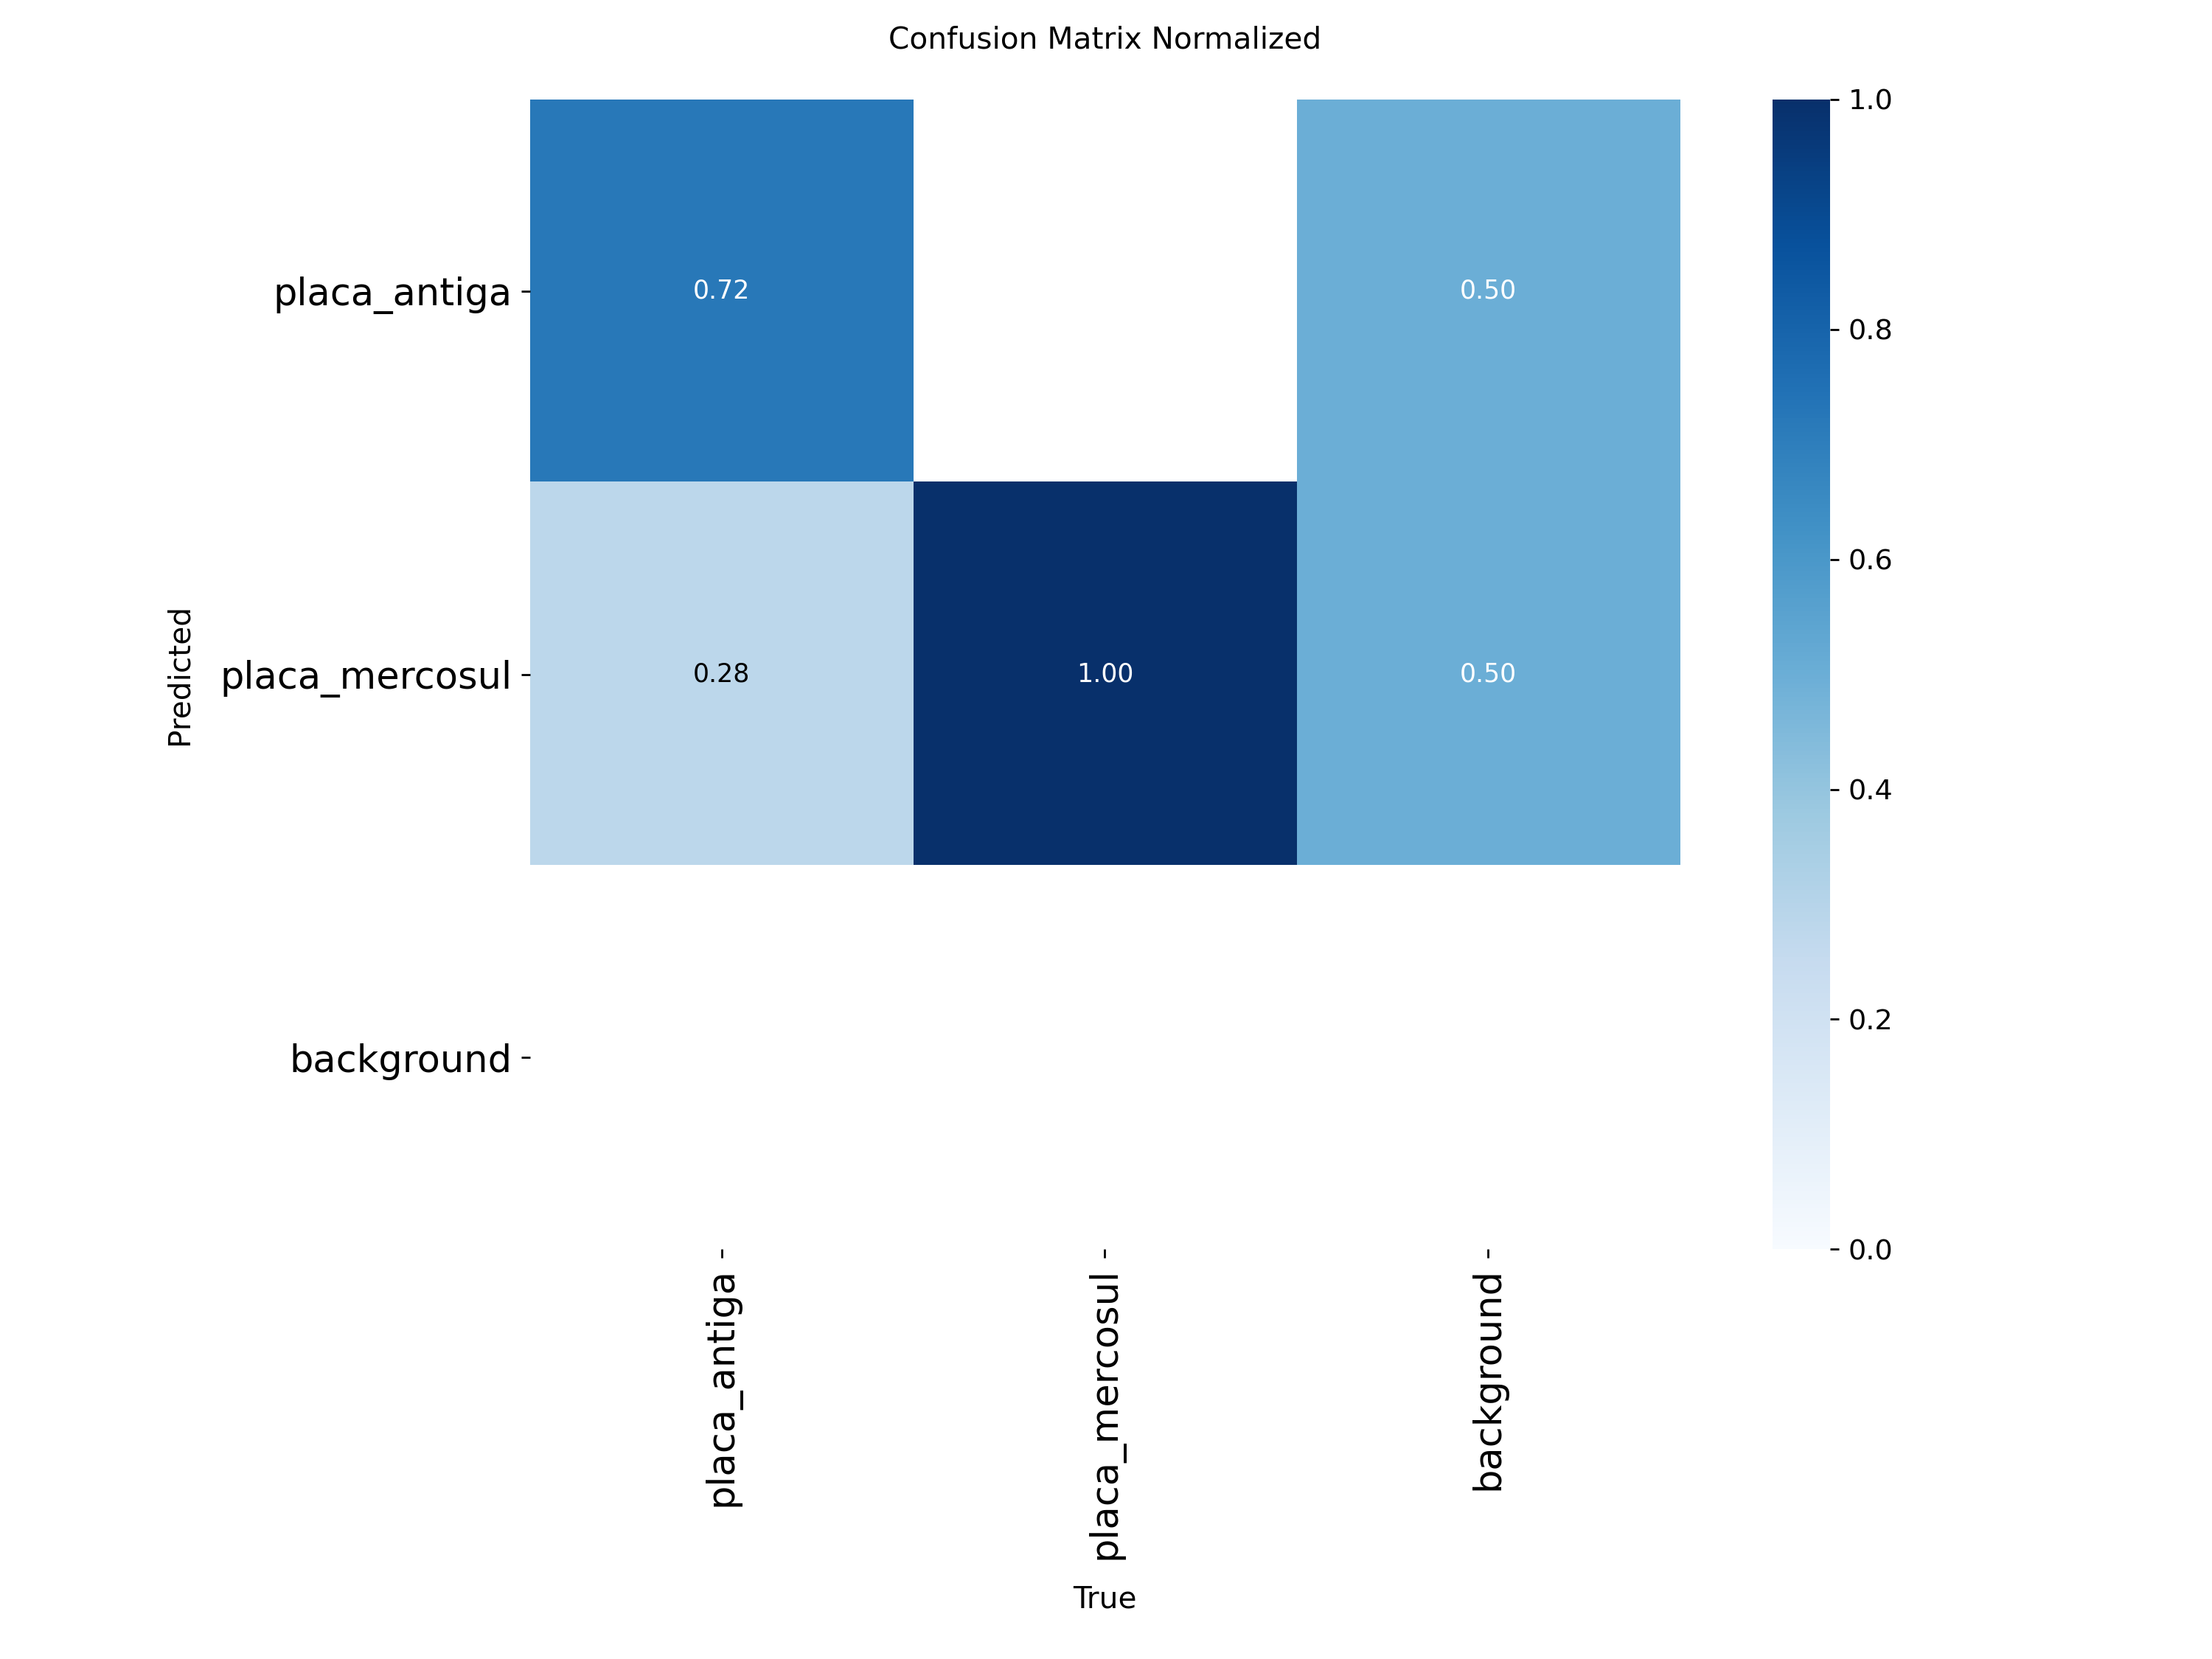 Confusion Matrix Normalized
placa_antiga
0.72
0.50
Predicted
placa_mercosul
0.28
1.00
0.50
background
placa_antiga
placa_mercosul
background
True
1.0
0.8
0.6
0.4
0.2
0.0